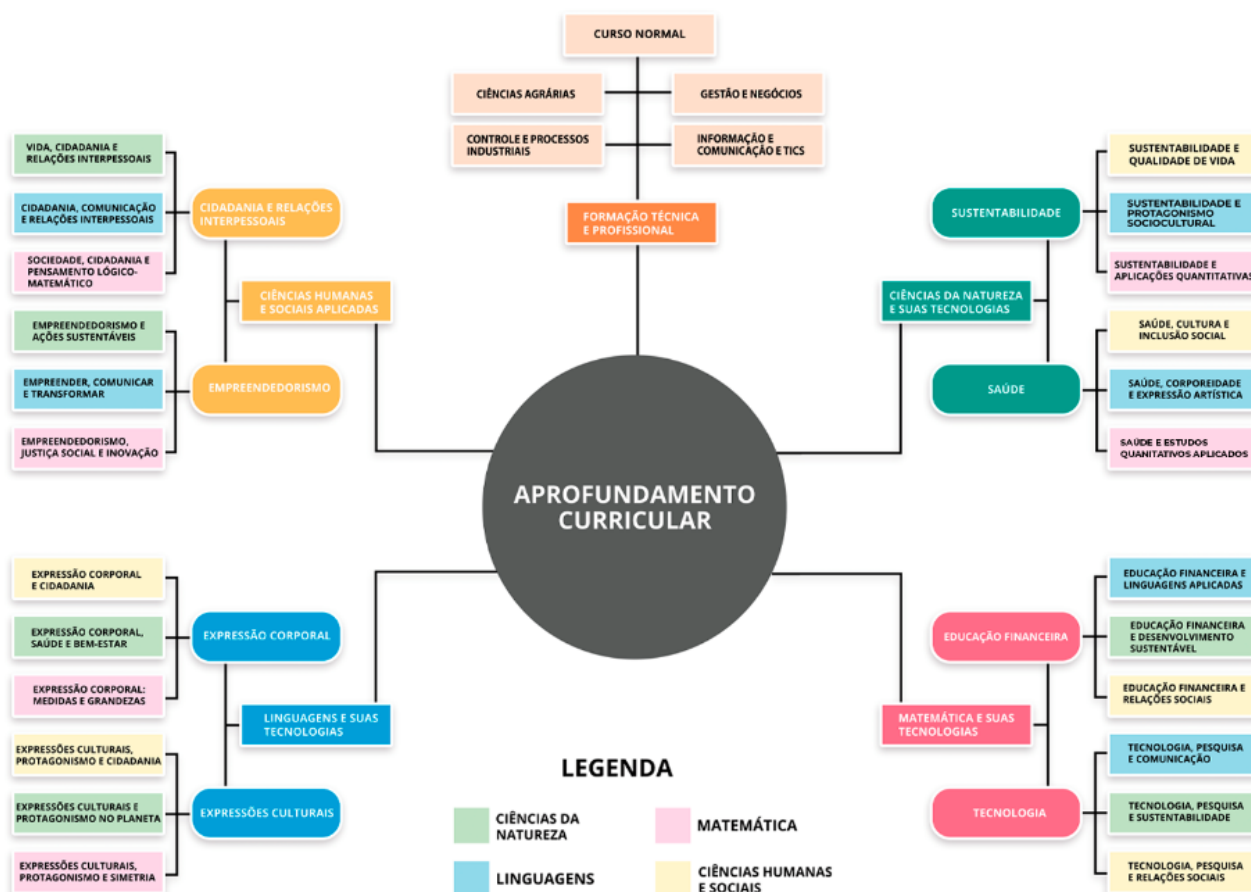 CURSO NORMAL
CIÊNCIAS AGRÁRIAS
GESTÃO E NEGÓCIOS
CONTROLE E PROCESSOS
INDUSTRIAIS
INFORMAÇÃO E
COMUNICAÇÃO E TICS
FORMAÇÃO TÉCNICA
E PROFISSIONAL
VIDA, CIDADANIA E
RELAÇÕES INTERPESSOAIS
CIDADANIA, COMUNICAÇÃO
E RELAÇÕES INTERPESSOAIS
SOCIEDADE, CIDADANIA E
PENSAMENTO LÓGICO-
MATEMÁTICO
CIDADANIA E RELAÇÕES
INTERPESSOAIS
CIÊNCIAS HUMANAS
E SOCIAIS APLICADAS
EMPREENDEDORISMO E
AÇÕES SUSTENTÁVEIS
EMPREENDER, COMUNICAR
E TRANSFORMAR
EMPREENDEDORISMO,
JUSTIÇA SOCIAL E INOVAÇÃO
EMPREENDEDORISMO
SUSTENTABILIDADE E
QUALIDADE DE VIDA
SUSTENTABILIDADE E
PROTAGONISMO
SOCIOCULTURAL
SUSTENTABILIDADE E
APLICAÇÕES QUANTITATIVAS
SUSTENTABILIDADE
CIÊNCIAS DA NATUREZA
E SUAS TECNOLOGIAS
SAÚDE, CULTURA E
INCLUSÃO SOCIAL
SAÚDE, CORPOREIDADE
E EXPRESSÃO ARTÍSTICA
SAÚDE E ESTUDOS
QUANITATIVOS APLICADOS
SAÚDE
APROFUNDAMENTO
CURRICULAR
EXPRESSÃO CORPORAL
E CIDADANIA
EXPRESSÃO CORPORAL,
SAÚDE E BEM-ESTAR
EXPRESSÃO CORPORAL:
MEDIDAS E GRANDEZAS
EXPRESSÃO CORPORAL
LINGUAGENS E SUAS
TECNOLOGIAS
EXPRESSÕES CULTURAIS,
PROTAGONISMO E CIDADANIA
EXPRESSÕES CULTURAIS E
PROTAGONISMO NO PLANETA
EXPRESSÕES CULTURAIS,
PROTAGONISMO E SIMETRIA
EXPRESSÕES CULTURAIS
EDUCAÇÃO FINANCEIRA E
LINGUAGENS APLICADAS
EDUCAÇÃO FINANCEIRA
E DESENVOLVIMENTO
SUSTENTÁVEL
EDUCAÇÃO FINANCEIRA E
RELAÇÕES SOCIAIS
EDUCAÇÃO FINANCEIRA
MATEMÁTICA E SUAS
TECNOLOGIAS
TECNOLOGIA, PESQUISA
E COMUNICAÇÃO
TECNOLOGIA, PESQUISA
E SUSTENTABILIDADE
TECNOLOGIA, PESQUISA
E RELAÇÕES SOCIAIS
TECNOLOGIA
LEGENDA
CIÊNCIAS DA
NATUREZA
MATEMÁTICA
LINGUAGENS
CIÊNCIAS HUMANAS
E SOCIAIS